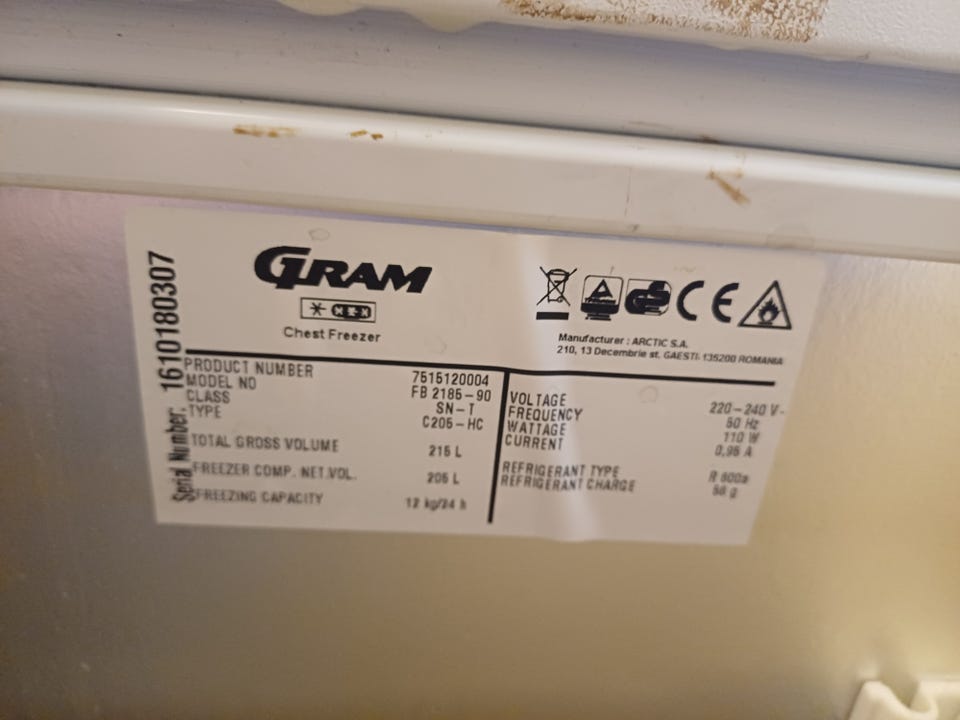 GRAM
Chest Freezer
Manufacturer : ARCTIC S.A.
210, 13 Decembrie st. GAESTI. 135200 ROMANIA
Serial Number: 1610180307
PRODUCT NUMBER 7515120004
MODEL NO FB 2185-90
CLASS SN-T
TYPE C205-HC
TOTAL GROSS VOLUME 215 L
FREEZER COMP. NET.VOL. 205 L
FREEZING CAPACITY 12 kg/24 h
VOLTAGE 220-240 V-
FREQUENCY 50 Hz
WATTAGE 110 W
CURRENT 0,95 A
REFRIGERANT TYPE R 600a
REFRIGERANT CHARGE g